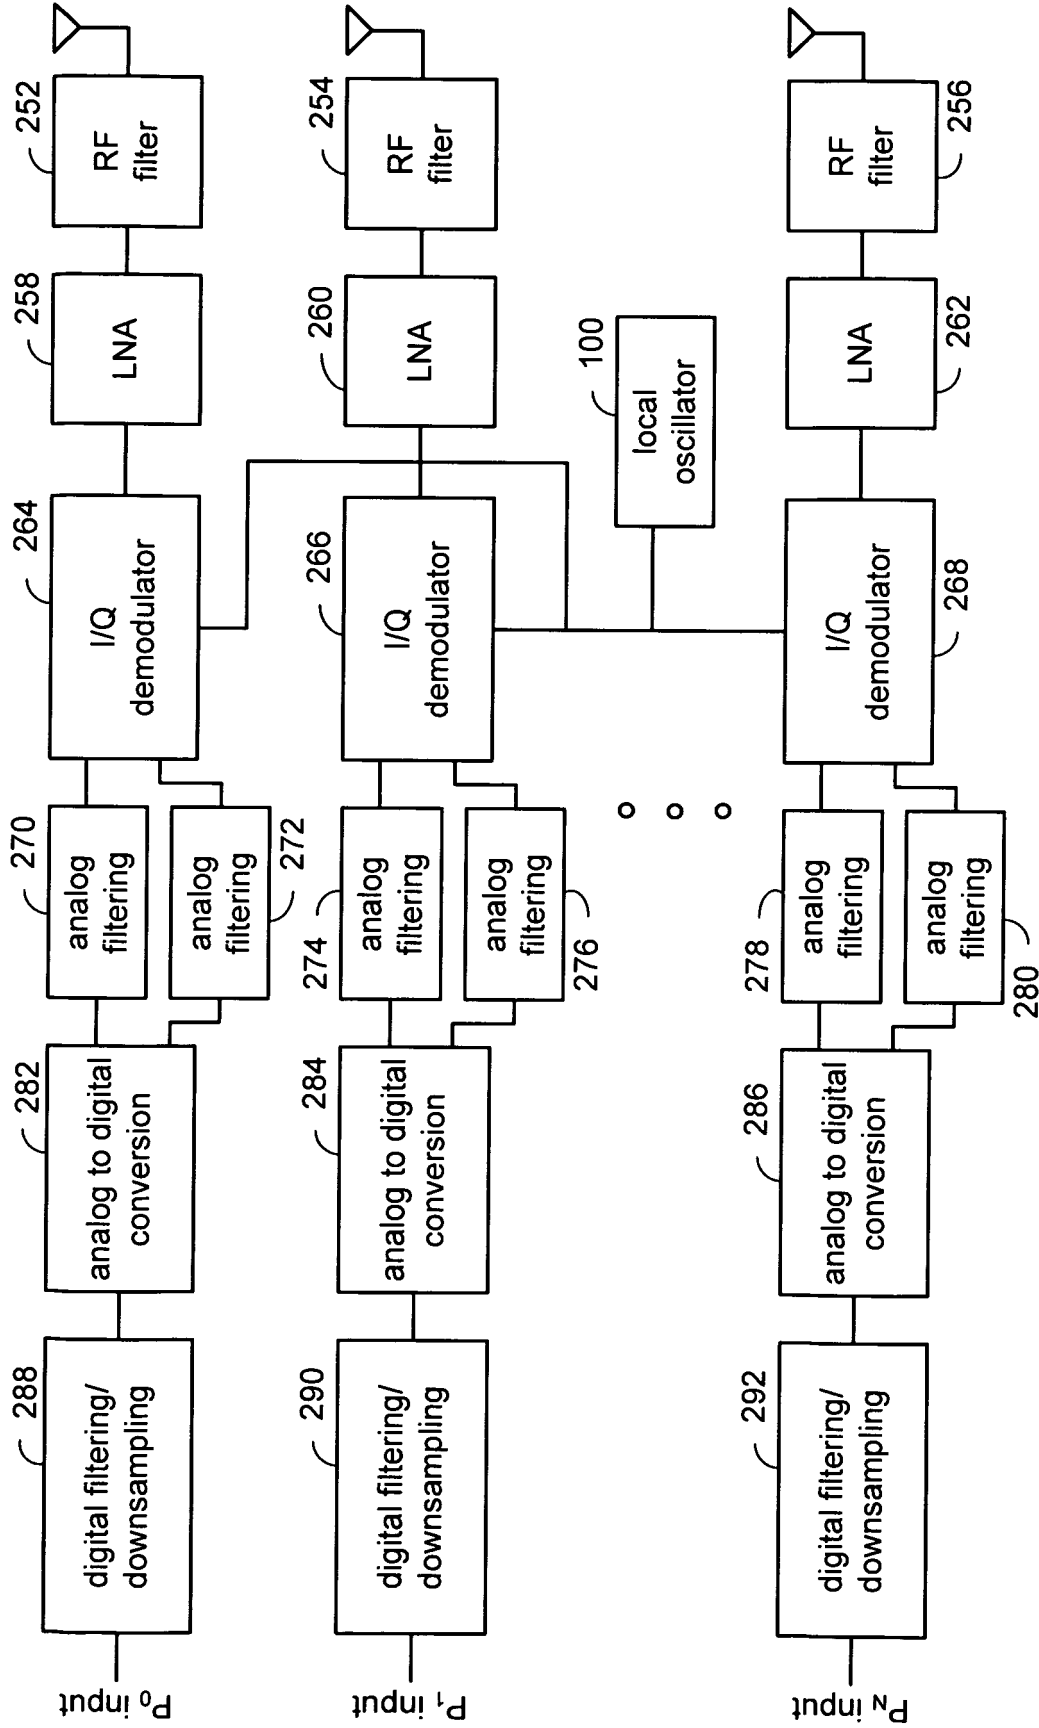 252
RF
filter
258
LNA
264
I/Q
demodulator
270
analog
filtering
analog
filtering
272
282
analog to digital
conversion
288
digital filtering/
downsampling
P0 input
254
RF
filter
260
LNA
266
I/Q
demodulator
274
analog
filtering
analog
filtering
276
284
analog to digital
conversion
290
digital filtering/
downsampling
P1 input
100
local
oscillator
RF
filter
256
LNA
262
I/Q
demodulator
268
278
analog
filtering
analog
filtering
280
286
analog to digital
conversion
292
digital filtering/
downsampling
PN input